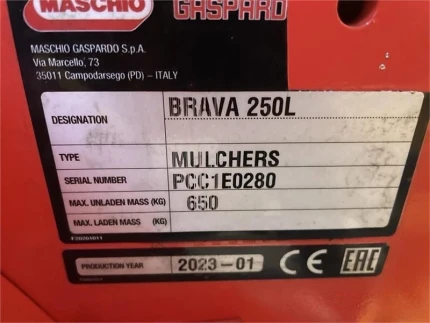 MASCHIO GASPARDO
MASCHIO GASPARDO S.p.A.
Via Marcello, 73
35011 Campodarsego (PD) – ITALY
DESIGNATION BRAVA 250L
TYPE MULCHERS
SERIAL NUMBER PCC1E0280
MAX. UNLADEN MASS (KG) 650
MAX. LADEN MASS (KG)
PRODUCTION YEAR 2023–01 CE EAC